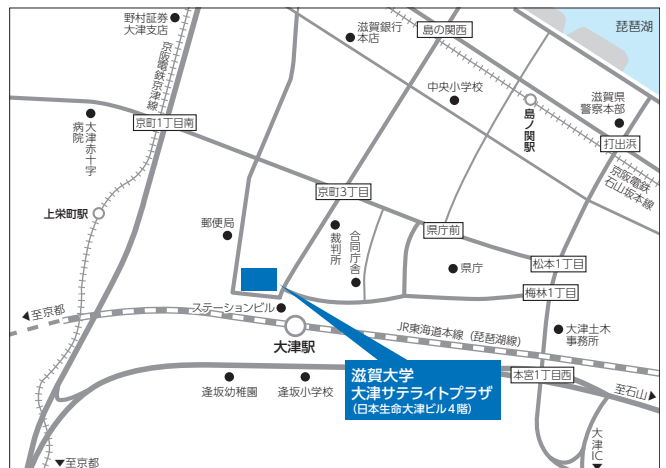 野村証券
大津支店
京阪電鉄京津線
滋賀銀行
本店
島の関西
琵琶湖
中央小学校
島ノ関駅
滋賀県
警察本部
打出浜
京阪電鉄
石山坂本線
大津赤十字
病院
京町1丁目南
上栄町駅
京町3丁目
郵便局
裁判所
合同庁舎
県庁前
県庁
松本1丁目
梅林1丁目
◀至京都
ステーションビル
大津駅
JR東海道本線（琵琶湖線）
大津土木
事務所
滋賀大学
大津サテライトプラザ
（日本生命大津ビル4階）
本宮1丁目西
至石山▶
逢坂幼稚園
逢坂小学校
大津IC▼
▼至京都